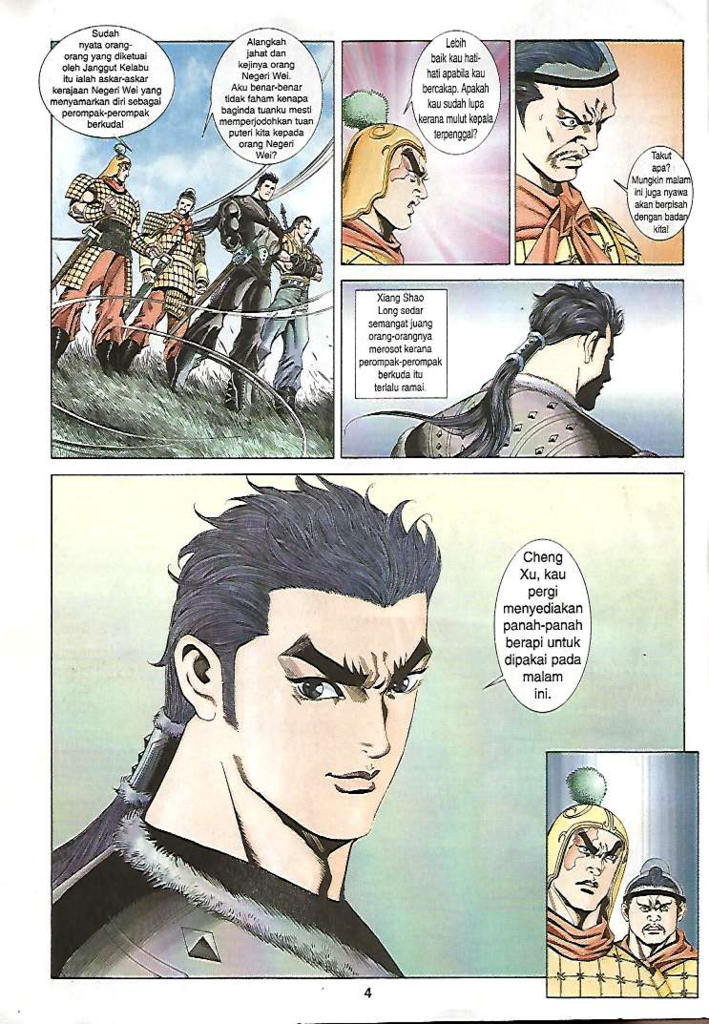 Sudah
nyata orang-
orang yang diketuai
oleh Janggut Kelabu
itu ialah askar-askar
kerajaan Negeri Wei yang
menyamarkan diri sebagai
perompak-perompak
berkuda!
Alangkah
jahat dan
kejinya orang
Negeri Wei.
Aku benar-benar
tidak faham kenapa
baginda tuanku mesti
memperjodohkan tuan
puteri kita kepada
orang Negeri
Wei?
Lebih
baik kau hati-
hati apabila kau
bercakap. Apakah
kau sudah lupa
kerana mulut kepala
terpenggal?
Takut
apa?
Mungkin malam
ini juga nyawa
akan berpisah
dengan badan
kita!
Xiang Shao
Long sedar
semangat juang
orang-orangnya
merosot kerana
perompak-perompak
berkuda itu
terlalu ramai.
Cheng
Xu, kau
pergi
menyediakan
panah-panah
berapi untuk
dipakai pada
malam
ini.
4